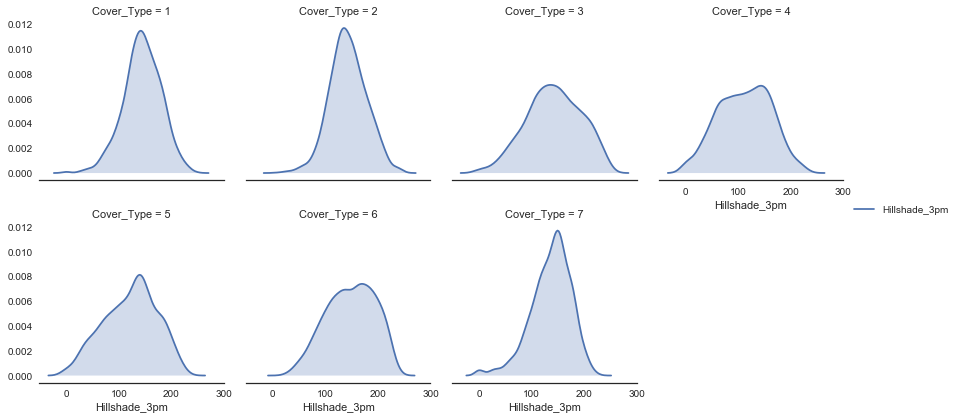 Cover_Type = 1 Cover_Type = 2 Cover_Type = 3 Cover_Type = 4
0.012
0.010
0.008
0.006
0.004
0.002
0.000
0 100 200 300
Hillshade_3pm
Hillshade_3pm
Cover_Type = 5 Cover_Type = 6 Cover_Type = 7
0.012
0.010
0.008
0.006
0.004
0.002
0.000
0 100 200 300 0 100 200 300 0 100 200 300
Hillshade_3pm Hillshade_3pm Hillshade_3pm